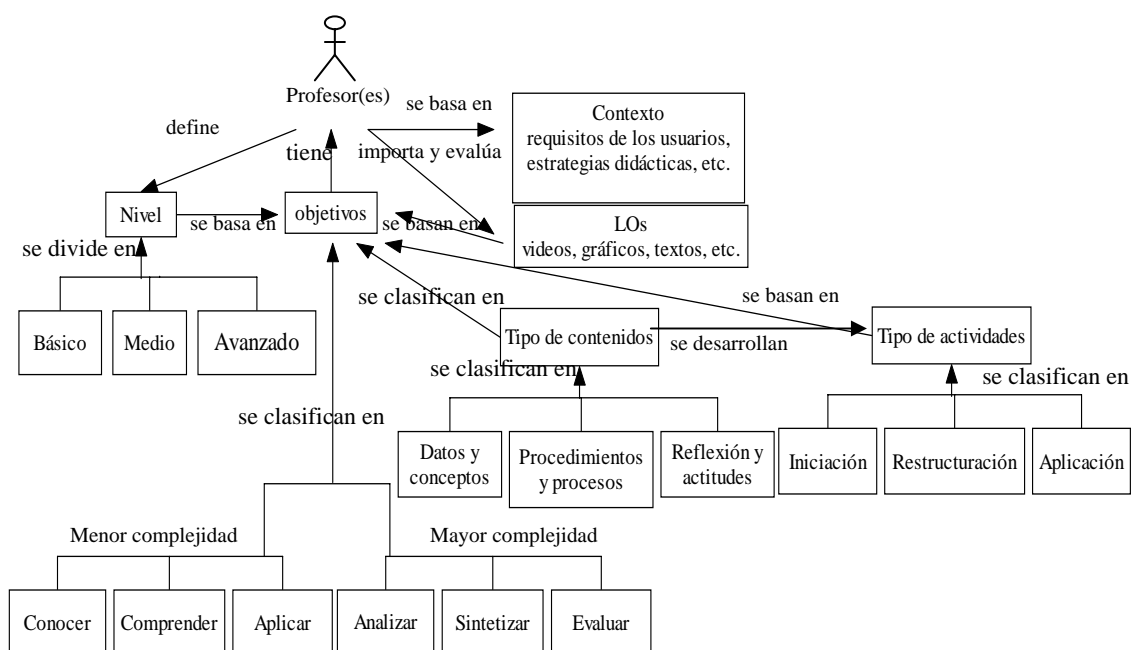 Profesor(es)
se basa en
Contexto
requisitos de los usuarios,
estrategias didácticas, etc.
define
tiene
importa y evalúa
Nivel
se basa en
objetivos
se basan en
LOs
videos, gráficos, textos, etc.
se divide en
se clasifican en
se basan en
Básico
Medio
Avanzado
Tipo de contenidos
se desarrollan
Tipo de actividades
se clasifican en
se clasifican en
se clasifican en
Datos y
conceptos
Procedimientos
y procesos
Reflexión y
actitudes
Iniciación
Restructuración
Aplicación
Menor complejidad
Mayor complejidad
Conocer
Comprender
Aplicar
Analizar
Sintetizar
Evaluar